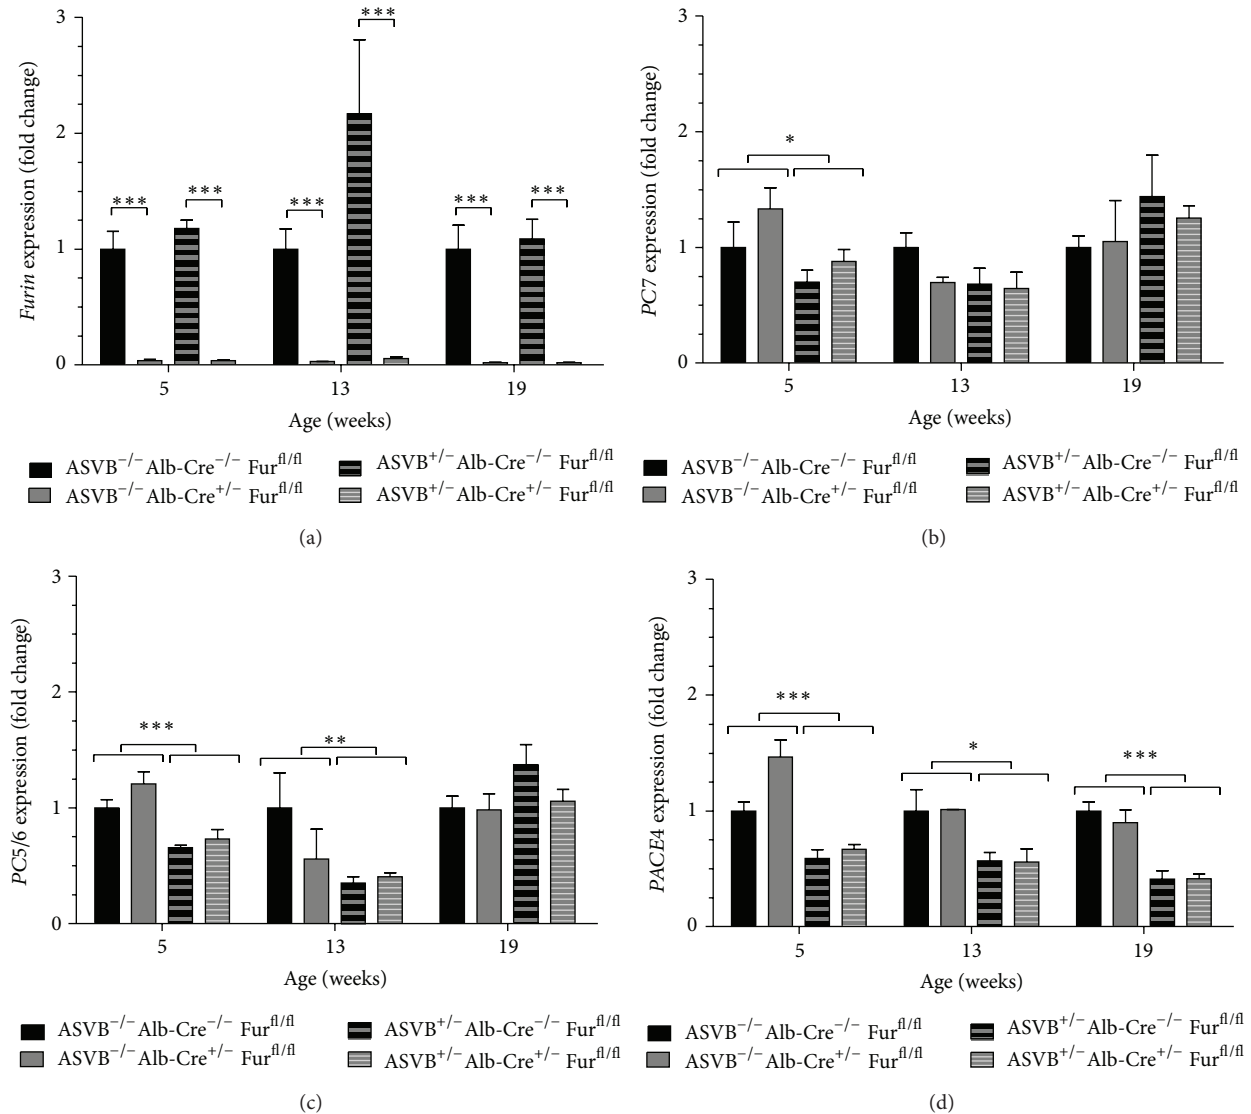 Furin expression (fold change)
3
2
1
0
***
***
***
***
***
***
5
13
19
Age (weeks)
ASVB−/− Alb-Cre−/− Furfl/fl
ASVB+/− Alb-Cre−/− Furfl/fl
ASVB−/− Alb-Cre+/− Furfl/fl
ASVB+/− Alb-Cre+/− Furfl/fl
(a)
PC7 expression (fold change)
3
2
1
0
*
5
13
19
Age (weeks)
ASVB−/− Alb-Cre−/− Furfl/fl
ASVB+/− Alb-Cre−/− Furfl/fl
ASVB−/− Alb-Cre+/− Furfl/fl
ASVB+/− Alb-Cre+/− Furfl/fl
(b)
PC5/6 expression (fold change)
3
2
1
0
***
**
5
13
19
Age (weeks)
ASVB−/− Alb-Cre−/− Furfl/fl
ASVB+/− Alb-Cre−/− Furfl/fl
ASVB−/− Alb-Cre+/− Furfl/fl
ASVB+/− Alb-Cre+/− Furfl/fl
(c)
PACE4 expression (fold change)
3
2
1
0
***
*
***
5
13
19
Age (weeks)
ASVB−/− Alb-Cre−/− Furfl/fl
ASVB+/− Alb-Cre−/− Furfl/fl
ASVB−/− Alb-Cre+/− Furfl/fl
ASVB+/− Alb-Cre+/− Furfl/fl
(d)